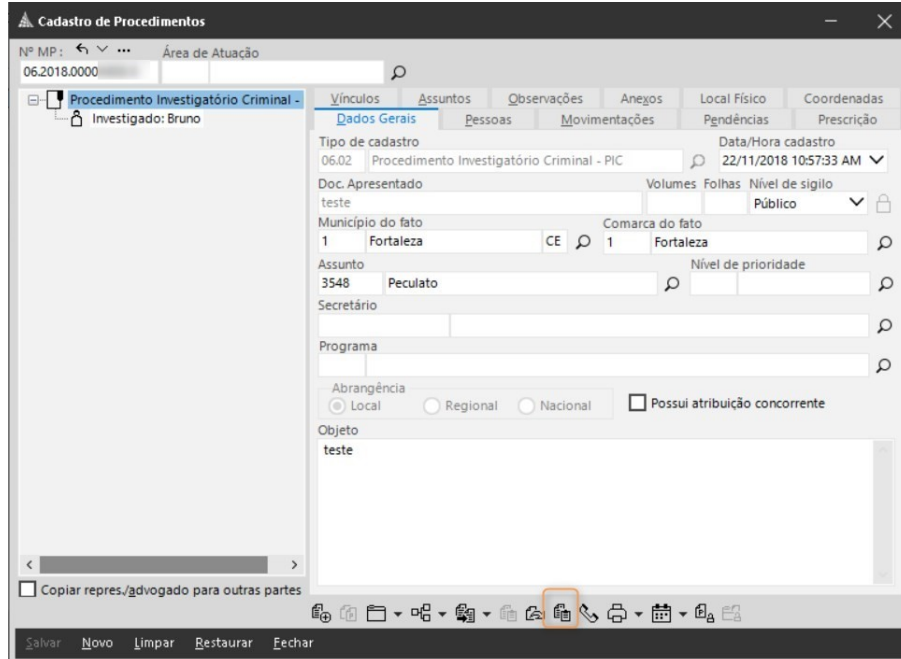 Cadastro de Procedimentos
Nº MP: Área de Atuação
06.2018.0000
Procedimento Investigatório Criminal -
Investigado: Bruno
Vínculos Assuntos Observações Anexos Local Físico Coordenadas
Dados Gerais Pessoas Movimentações Pendências Prescrição
Tipo de cadastro Data/Hora cadastro
06.02 Procedimento Investigatório Criminal - PIC 22/11/2018 10:57:33 AM
Doc. Apresentado Volumes Folhas Nível de sigilo
teste Público
Município do fato Comarca do fato
1 Fortaleza CE 1 Fortaleza
Assunto Nível de prioridade
3548 Peculato
Secretário
Programa
Abrangência
Local Regional Nacional Possui atribuição concorrente
Objeto
teste
Copiar repres./advogado para outras partes
Salvar Novo Limpar Restaurar Fechar